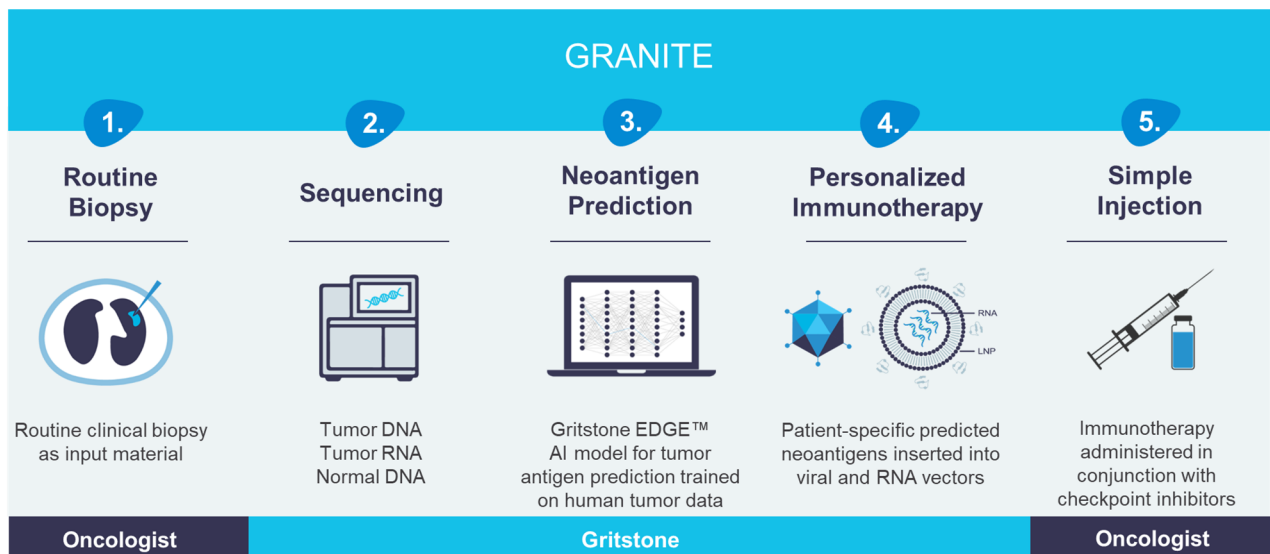 GRANITE
1.
Routine
Biopsy
Routine clinical biopsy
as input material
2.
Sequencing
Tumor DNA
Tumor RNA
Normal DNA
3.
Neoantigen
Prediction
Gritstone EDGE™
AI model for tumor
antigen prediction trained
on human tumor data
4.
Personalized
Immunotherapy
RNA
LNP
Patient-specific predicted
neoantigens inserted into
viral and RNA vectors
5.
Simple
Injection
Immunotherapy
administered in
conjunction with
checkpoint inhibitors
Oncologist
Gritstone
Oncologist